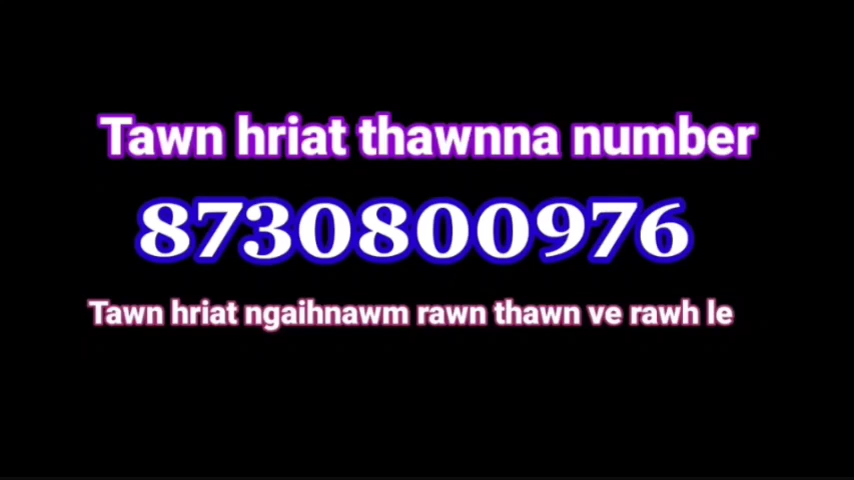 Tawn hriat thawnna number
8730800976
Tawn hriat ngaihnawm rawn thawn ve rawh le